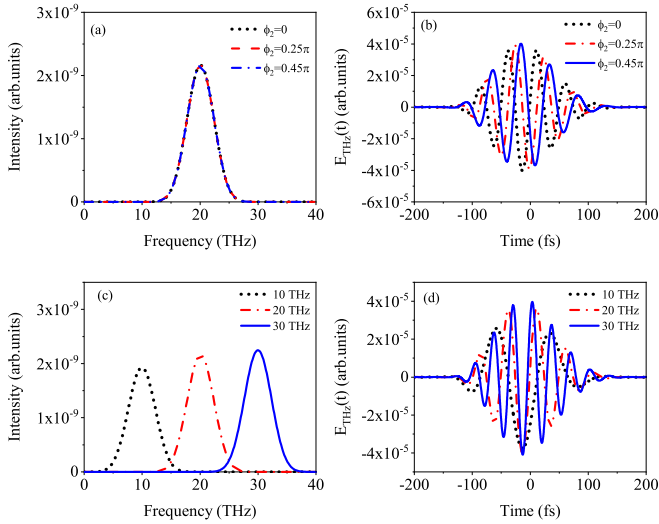 (a)
ϕ₂=0
ϕ₂=0.25π
ϕ₂=0.45π
3x10⁻⁹
2x10⁻⁹
1x10⁻⁹
0
0 10 20 30 40
Intensity (arb.units)
Frequency (THz)
(b)
ϕ₂=0
ϕ₂=0.25π
ϕ₂=0.45π
6x10⁻⁵
4x10⁻⁵
2x10⁻⁵
0
-2x10⁻⁵
-4x10⁻⁵
-6x10⁻⁵
-200 -100 0 100 200
E_THz(t) (arb.units)
Time (fs)
(c)
10 THz
20 THz
30 THz
3x10⁻⁹
2x10⁻⁹
1x10⁻⁹
0
0 10 20 30 40
Intensity (arb.units)
Frequency (THz)
(d)
10 THz
20 THz
30 THz
4x10⁻⁵
2x10⁻⁵
0
-2x10⁻⁵
-4x10⁻⁵
-200 -100 0 100 200
E_THz(t) (arb.units)
Time (fs)